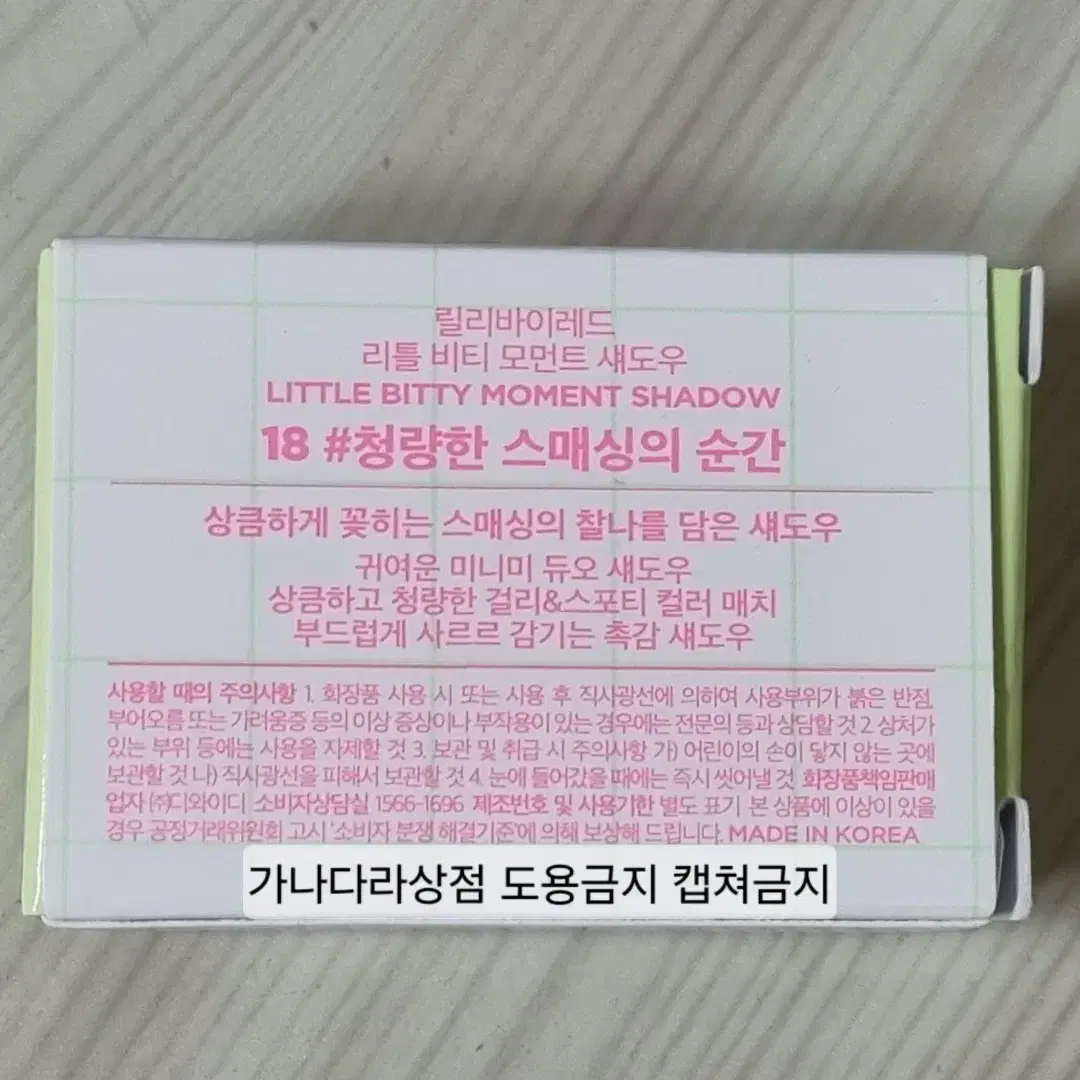 릴리바이레드
리틀 비티 모먼트 섀도우
LITTLE BITTY MOMENT SHADOW
18 #청량한 스매싱의 순간
상큼하게 꽂히는 스매싱의 찰나를 담은 섀도우
귀여운 미니미 듀오 섀도우
상큼하고 청량한 걸리&스포티 컬러 매치
부드럽게 사르르 감기는 촉감 섀도우
사용할 때의 주의사항 1. 화장품 사용 시 또는 사용 후 직사광선에 의하여 사용부위가 붉은 반점,
부어오름 또는 가려움증 등의 이상 증상이나 부작용이 있는 경우에는 전문의 등과 상담할 것 2. 상처가
있는 부위 등에는 사용을 자제할 것 3. 보관 및 취급 시 주의사항 가) 어린이의 손이 닿지 않는 곳에
보관할 것 나) 직사광선을 피해서 보관할 것 4. 눈에 들어갔을 때에는 즉시 씻어낼 것 화장품책임판매
업자 ㈜디와이디 소비자상담실 1566-1696 제조번호 및 사용기한 별도 표기 본 상품에 이상이 있을
경우 공정거래위원회 고시 '소비자 분쟁 해결기준'에 의해 보상해 드립니다. MADE IN KOREA
가나다라상점 도용금지 캡쳐금지